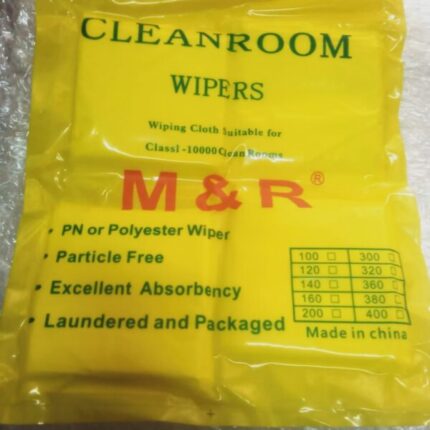 CLEANROOM
WIPERS
Wiping Cloth Suitable for
Class1-10000 Clean Rooms
M & R ®
• PN or Polyester Wiper
• Particle Free
• Excellent Absorbency
• Laundered and Packaged
100 □ 300 □
120 □ 320 □
140 □ 360 □
160 □ 380 □
200 □ 400 □
Made in china